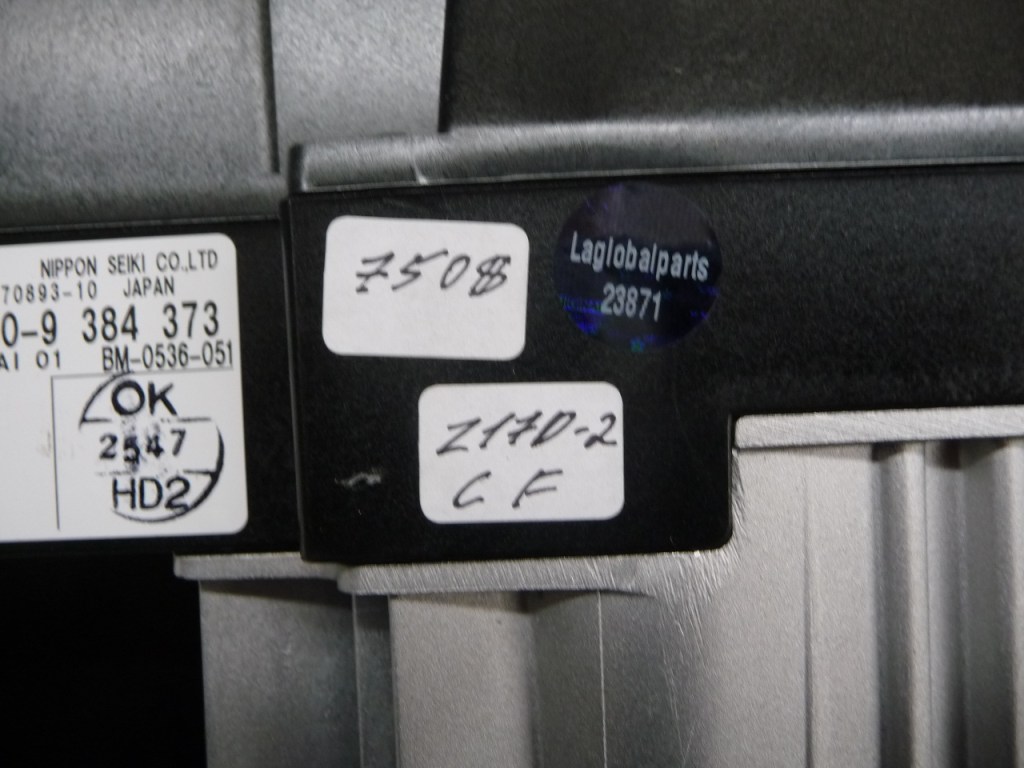 NIPPON SEIKI CO.,LTD
70893-10 JAPAN
0-9 384 373
AI 01 BM-0536-051
OK
2547
HD2
7508
Laglobalparts
23871
Z17D-2
C F